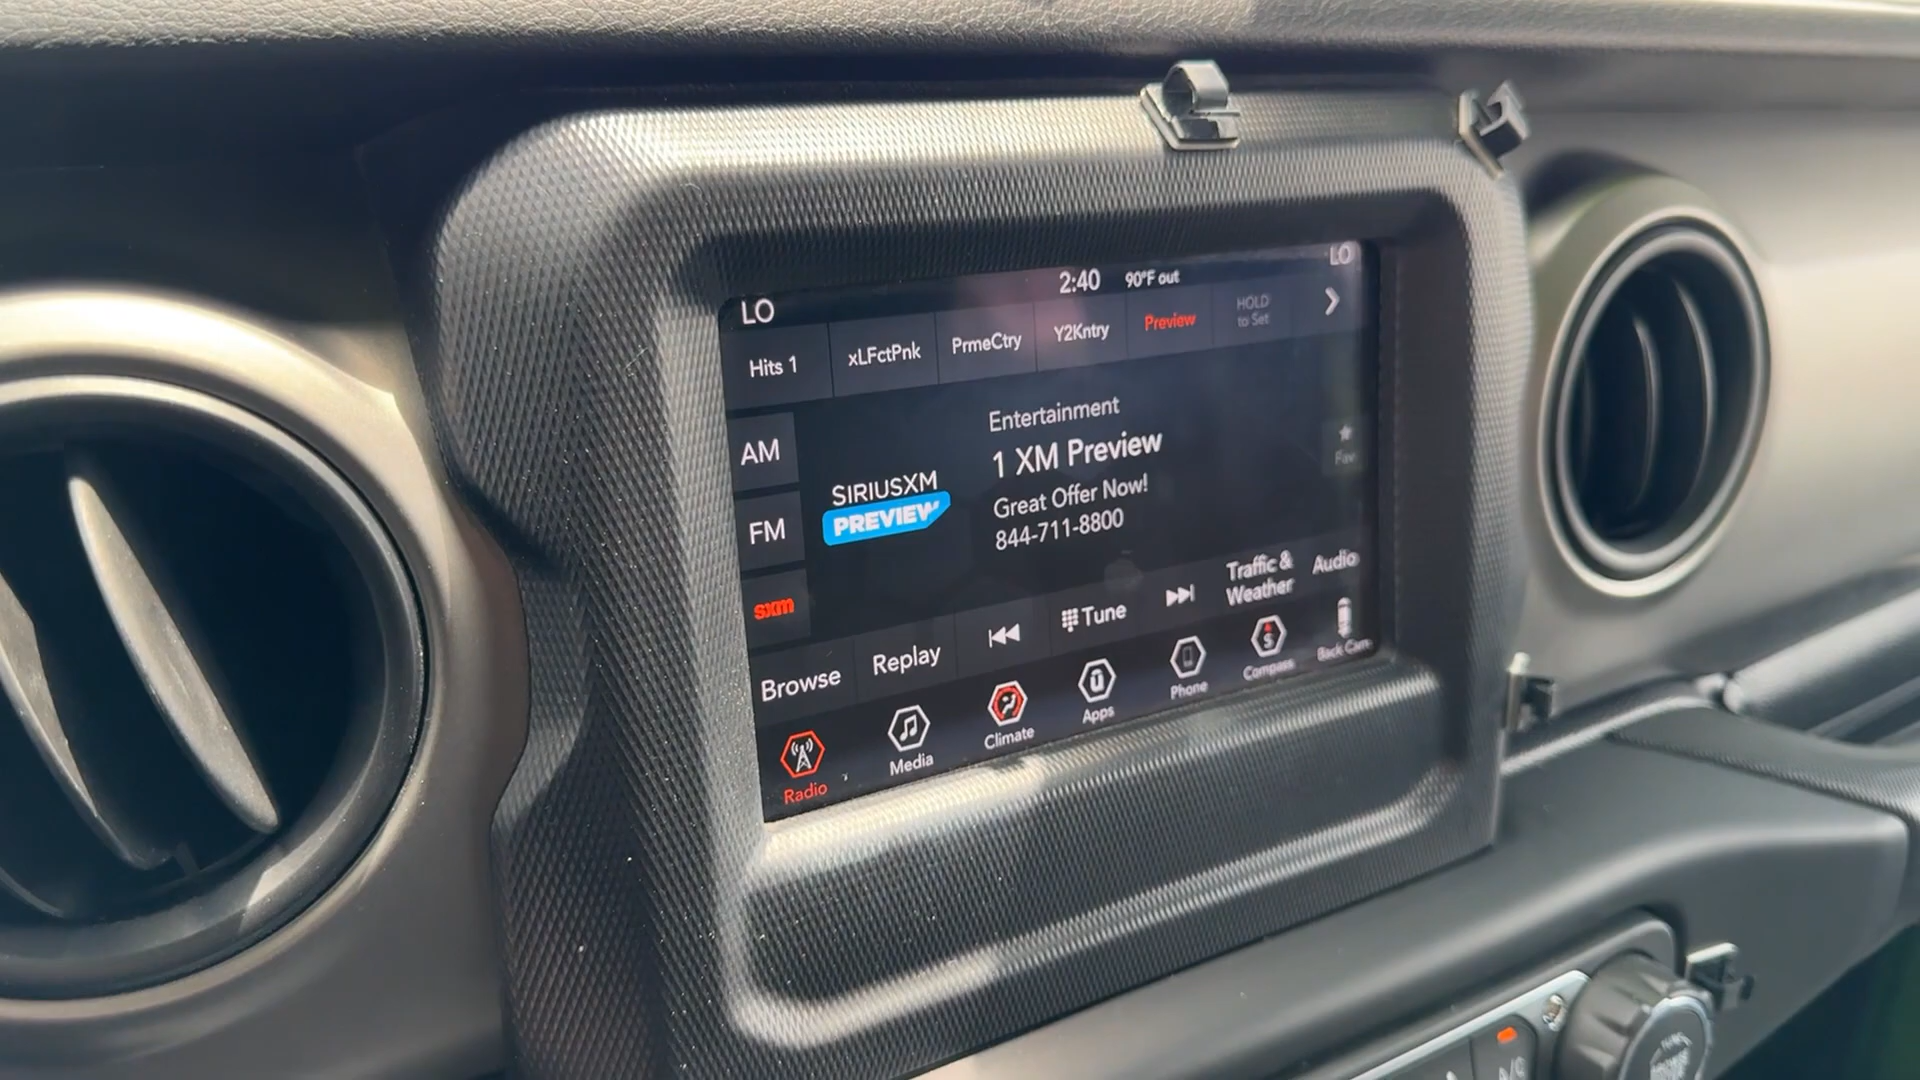 LO
2:40
90°F out
LO
Hits 1
xLFctPnk
PrmeCtry
Y2Kntry
Preview
HOLD
to Set
AM
FM
sxm
SIRIUSXM
PREVIEW
Entertainment
1 XM Preview
Great Offer Now!
844-711-8800
Fav
Browse
Replay
Tune
Traffic &
Weather
Audio
Radio
Media
Climate
Apps
Phone
S
Compass
Back Cam
A/C